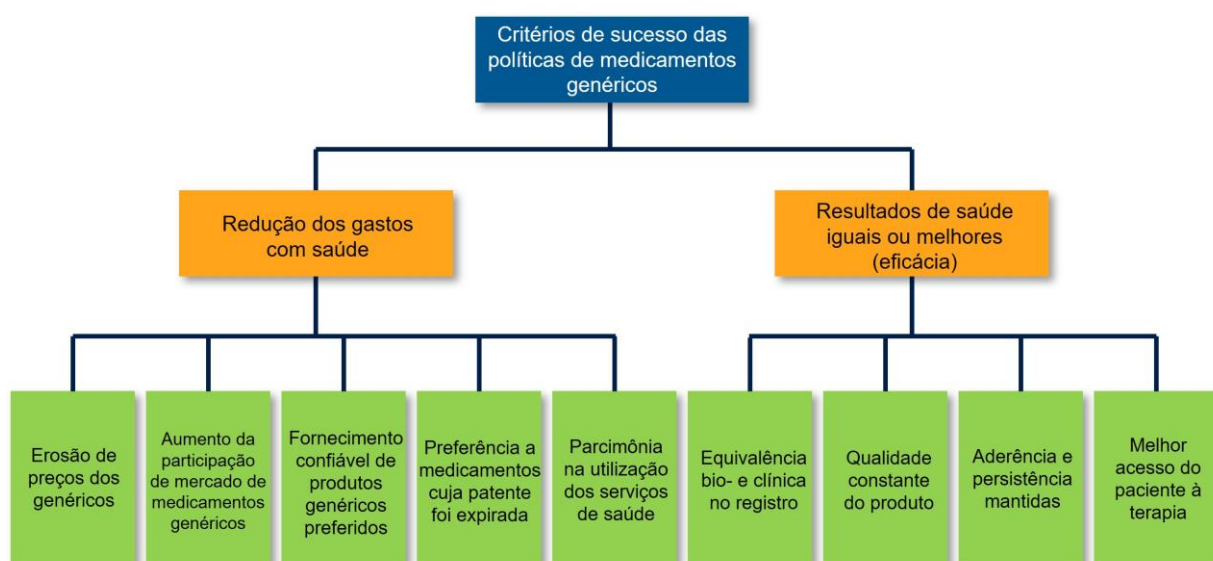 Critérios de sucesso das
políticas de medicamentos
genéricos
Redução dos gastos
com saúde
Resultados de saúde
iguais ou melhores
(eficácia)
Erosão de
preços dos
genéricos
Aumento da
participação
de mercado de
medicamentos
genéricos
Fornecimento
confiável de
produtos
genéricos
preferidos
Preferência a
medicamentos
cuja patente
foi expirada
Parcimônia
na utilização
dos serviços
de saúde
Equivalência
bio- e clínica
no registro
Qualidade
constante
do produto
Aderência e
persistência
mantidas
Melhor
acesso do
paciente à
terapia